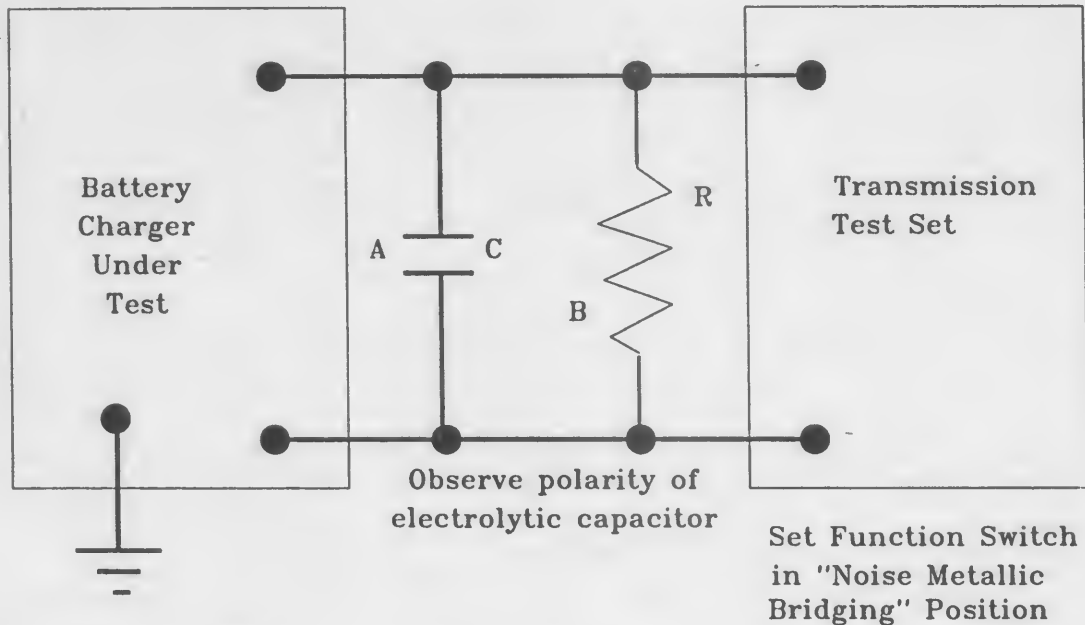 Battery
Charger
Under
Test
A
C
R
B
Transmission
Test Set
Observe polarity of
electrolytic capacitor
Set Function Switch
in "Noise Metallic
Bridging" Position